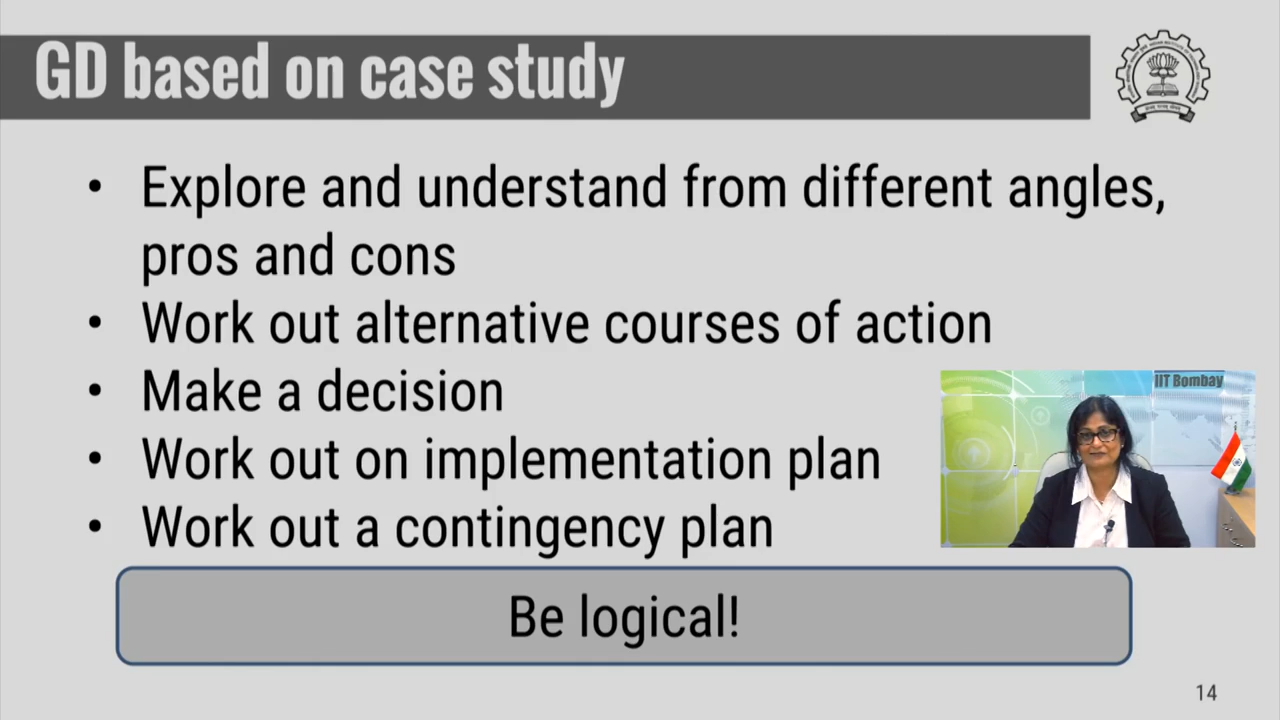 GD based on case study
• Explore and understand from different angles,
pros and cons
• Work out alternative courses of action
• Make a decision
• Work out on implementation plan
• Work out a contingency plan
IIT Bombay
Be logical!
14